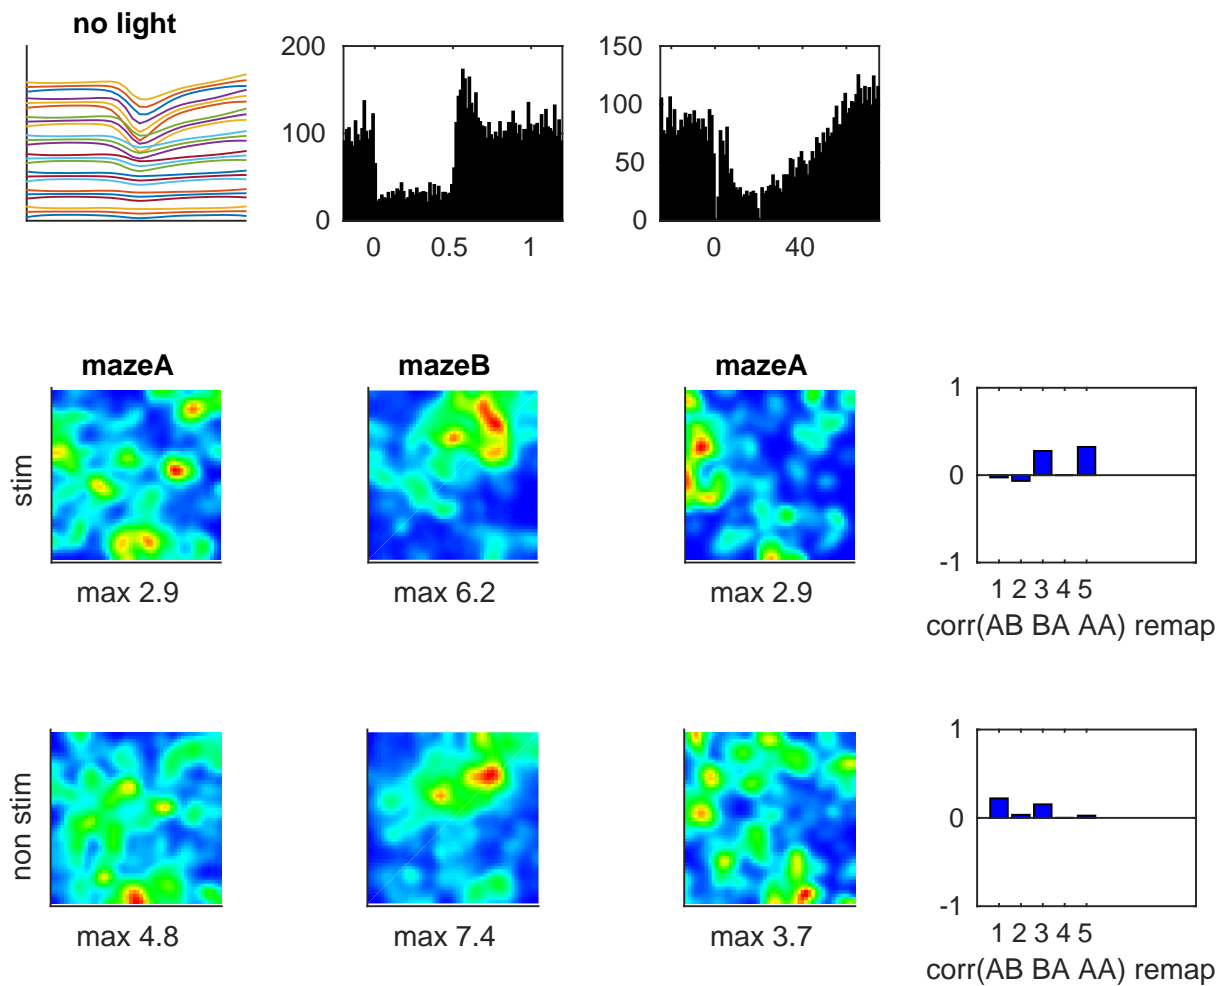 no light
200
100
0
0
0.5
1
150
100
50
0
0
40
mazeA
mazeB
mazeA
stim
max 2.9
max 6.2
max 2.9
1
0
-1
1 2 3 4 5
corr(AB BA AA) remap
non stim
max 4.8
max 7.4
max 3.7
1
0
-1
1 2 3 4 5
corr(AB BA AA) remap